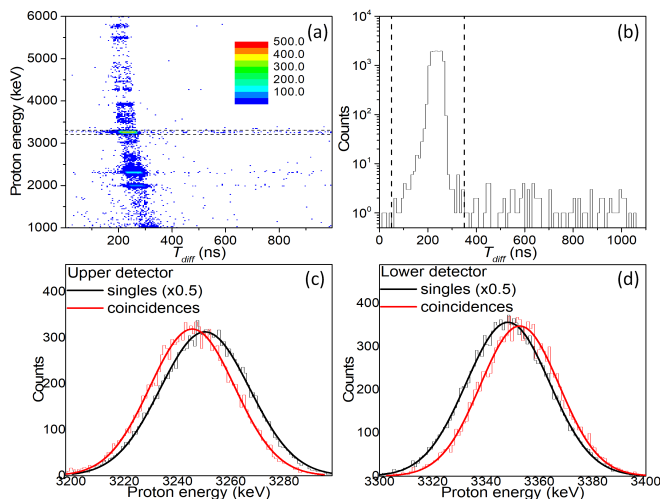 (a)
500.0
400.0
300.0
200.0
100.0
6000
5000
4000
3000
2000
1000
Proton energy (keV)
200 400 600 800
T_diff (ns)
(b)
10^4
10^3
10^2
10^1
10^0
Counts
0 200 400 600 800 1000
T_diff (ns)
(c)
Upper detector
singles (x0.5)
coincidences
400
300
200
100
0
Counts
3200 3220 3240 3260 3280
Proton energy (keV)
(d)
Lower detector
singles (x0.5)
coincidences
400
300
200
100
0
Counts
3300 3320 3340 3360 3380 3400
Proton energy (keV)